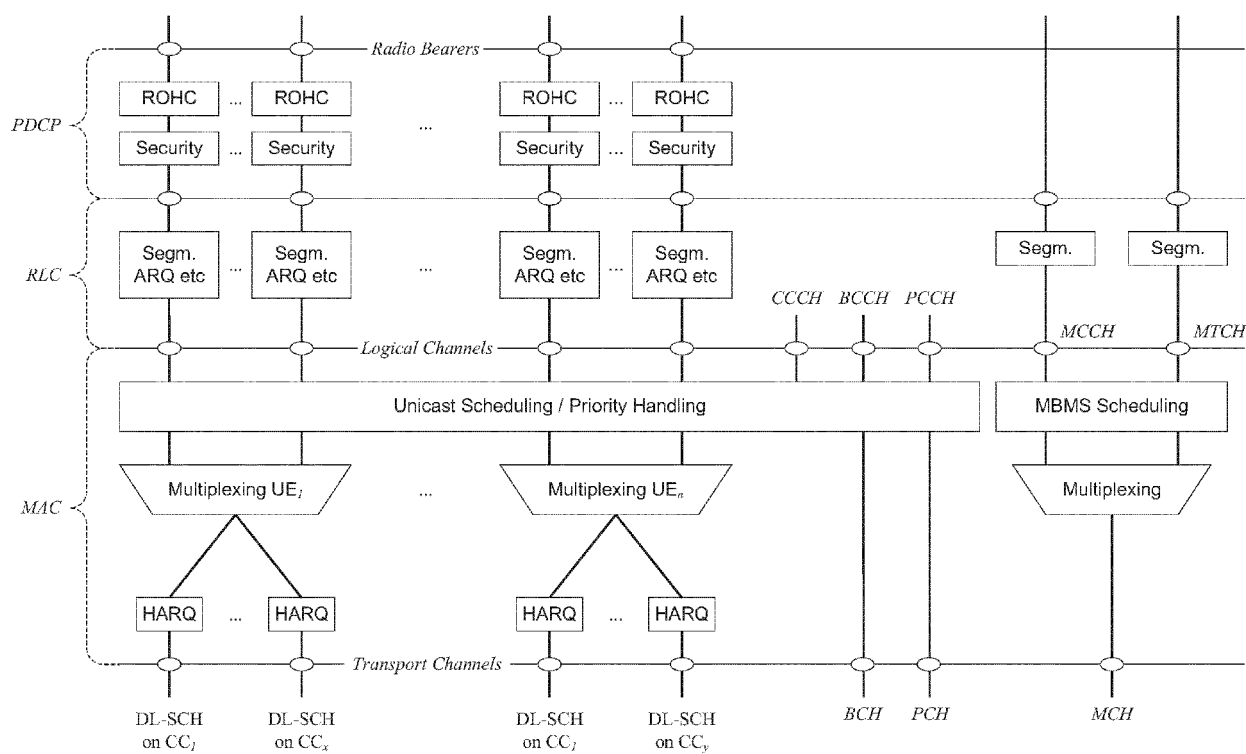 Radio Bearers
ROHC ... ROHC ROHC ... ROHC
PDCP ...
Security ... Security Security ... Security
Segm. Segm. Segm. Segm. Segm. Segm.
ARQ etc ... ARQ etc ... ARQ etc ... ARQ etc
RLC
CCCH BCCH PCCH
MCCH MTCH
Logical Channels
Unicast Scheduling / Priority Handling MBMS Scheduling
Multiplexing UE1 ... Multiplexing UEn Multiplexing
MAC
HARQ ... HARQ HARQ ... HARQ
Transport Channels
DL-SCH DL-SCH DL-SCH DL-SCH BCH PCH MCH
on CC1 on CCx on CC1 on CCy